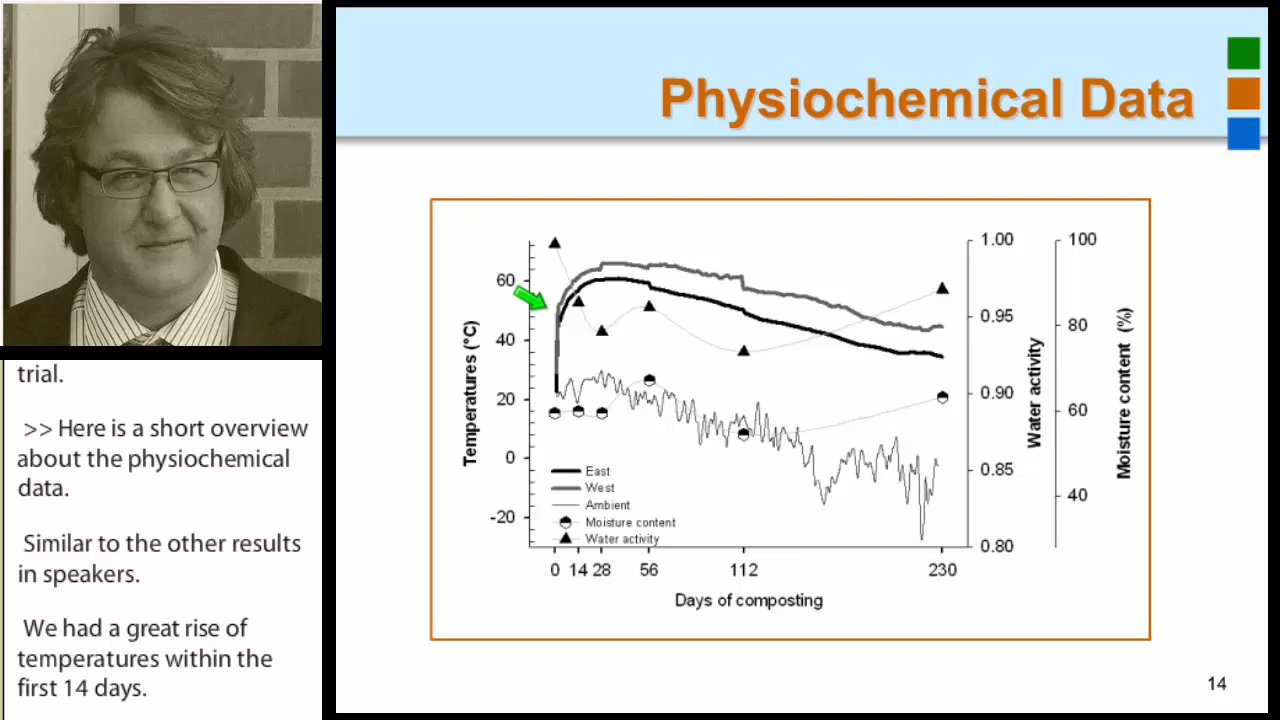 Physiochemical Data
trial.
>> Here is a short overview
about the physiochemical
data.
Similar to the other results
in speakers.
We had a great rise of
temperatures within the
first 14 days.
Temperatures (°C)
60
40
20
0
-20
1.00
0.95
0.90
0.85
0.80
Water activity
100
80
60
40
Moisture content (%)
East
West
Ambient
Moisture content
Water activity
0 14 28 56 112 230
Days of composting
14